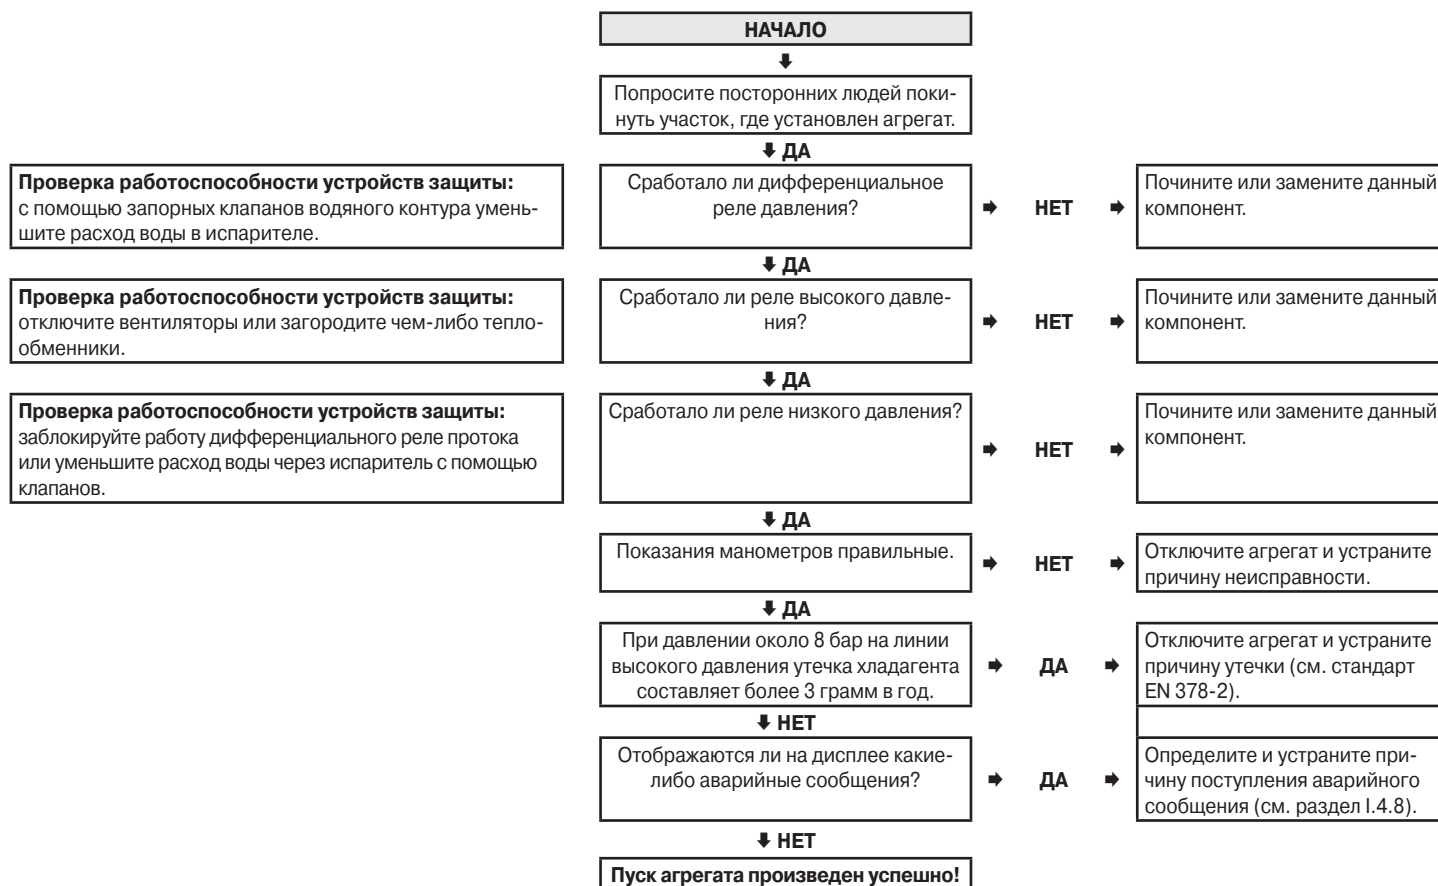 НАЧАЛО
Попросите посторонних людей поки-
нуть участок, где установлен агрегат.
ДА
Проверка работоспособности устройств защиты:
с помощью запорных клапанов водяного контура умень-
шите расход воды в испарителе.
Сработало ли дифференциальное
реле давления?
НЕТ
Почините или замените данный
компонент.
ДА
Проверка работоспособности устройств защиты:
отключите вентиляторы или загородите чем-либо тепло-
обменники.
Сработало ли реле высокого давле-
ния?
НЕТ
Почините или замените данный
компонент.
ДА
Проверка работоспособности устройств защиты:
заблокируйте работу дифференциального реле протока
или уменьшите расход воды через испаритель с помощью
клапанов.
Сработало ли реле низкого давления?
НЕТ
Почините или замените данный
компонент.
ДА
Показания манометров правильные.
НЕТ
Отключите агрегат и устраните
причину неисправности.
ДА
При давлении около 8 бар на линии
высокого давления утечка хладагента
составляет более 3 грамм в год.
ДА
Отключите агрегат и устраните
причину утечки (см. стандарт
EN 378-2).
НЕТ
Отображаются ли на дисплее какие-
либо аварийные сообщения?
ДА
Определите и устраните при-
чину поступления аварийного
сообщения (см. раздел I.4.8).
НЕТ
Пуск агрегата произведен успешно!